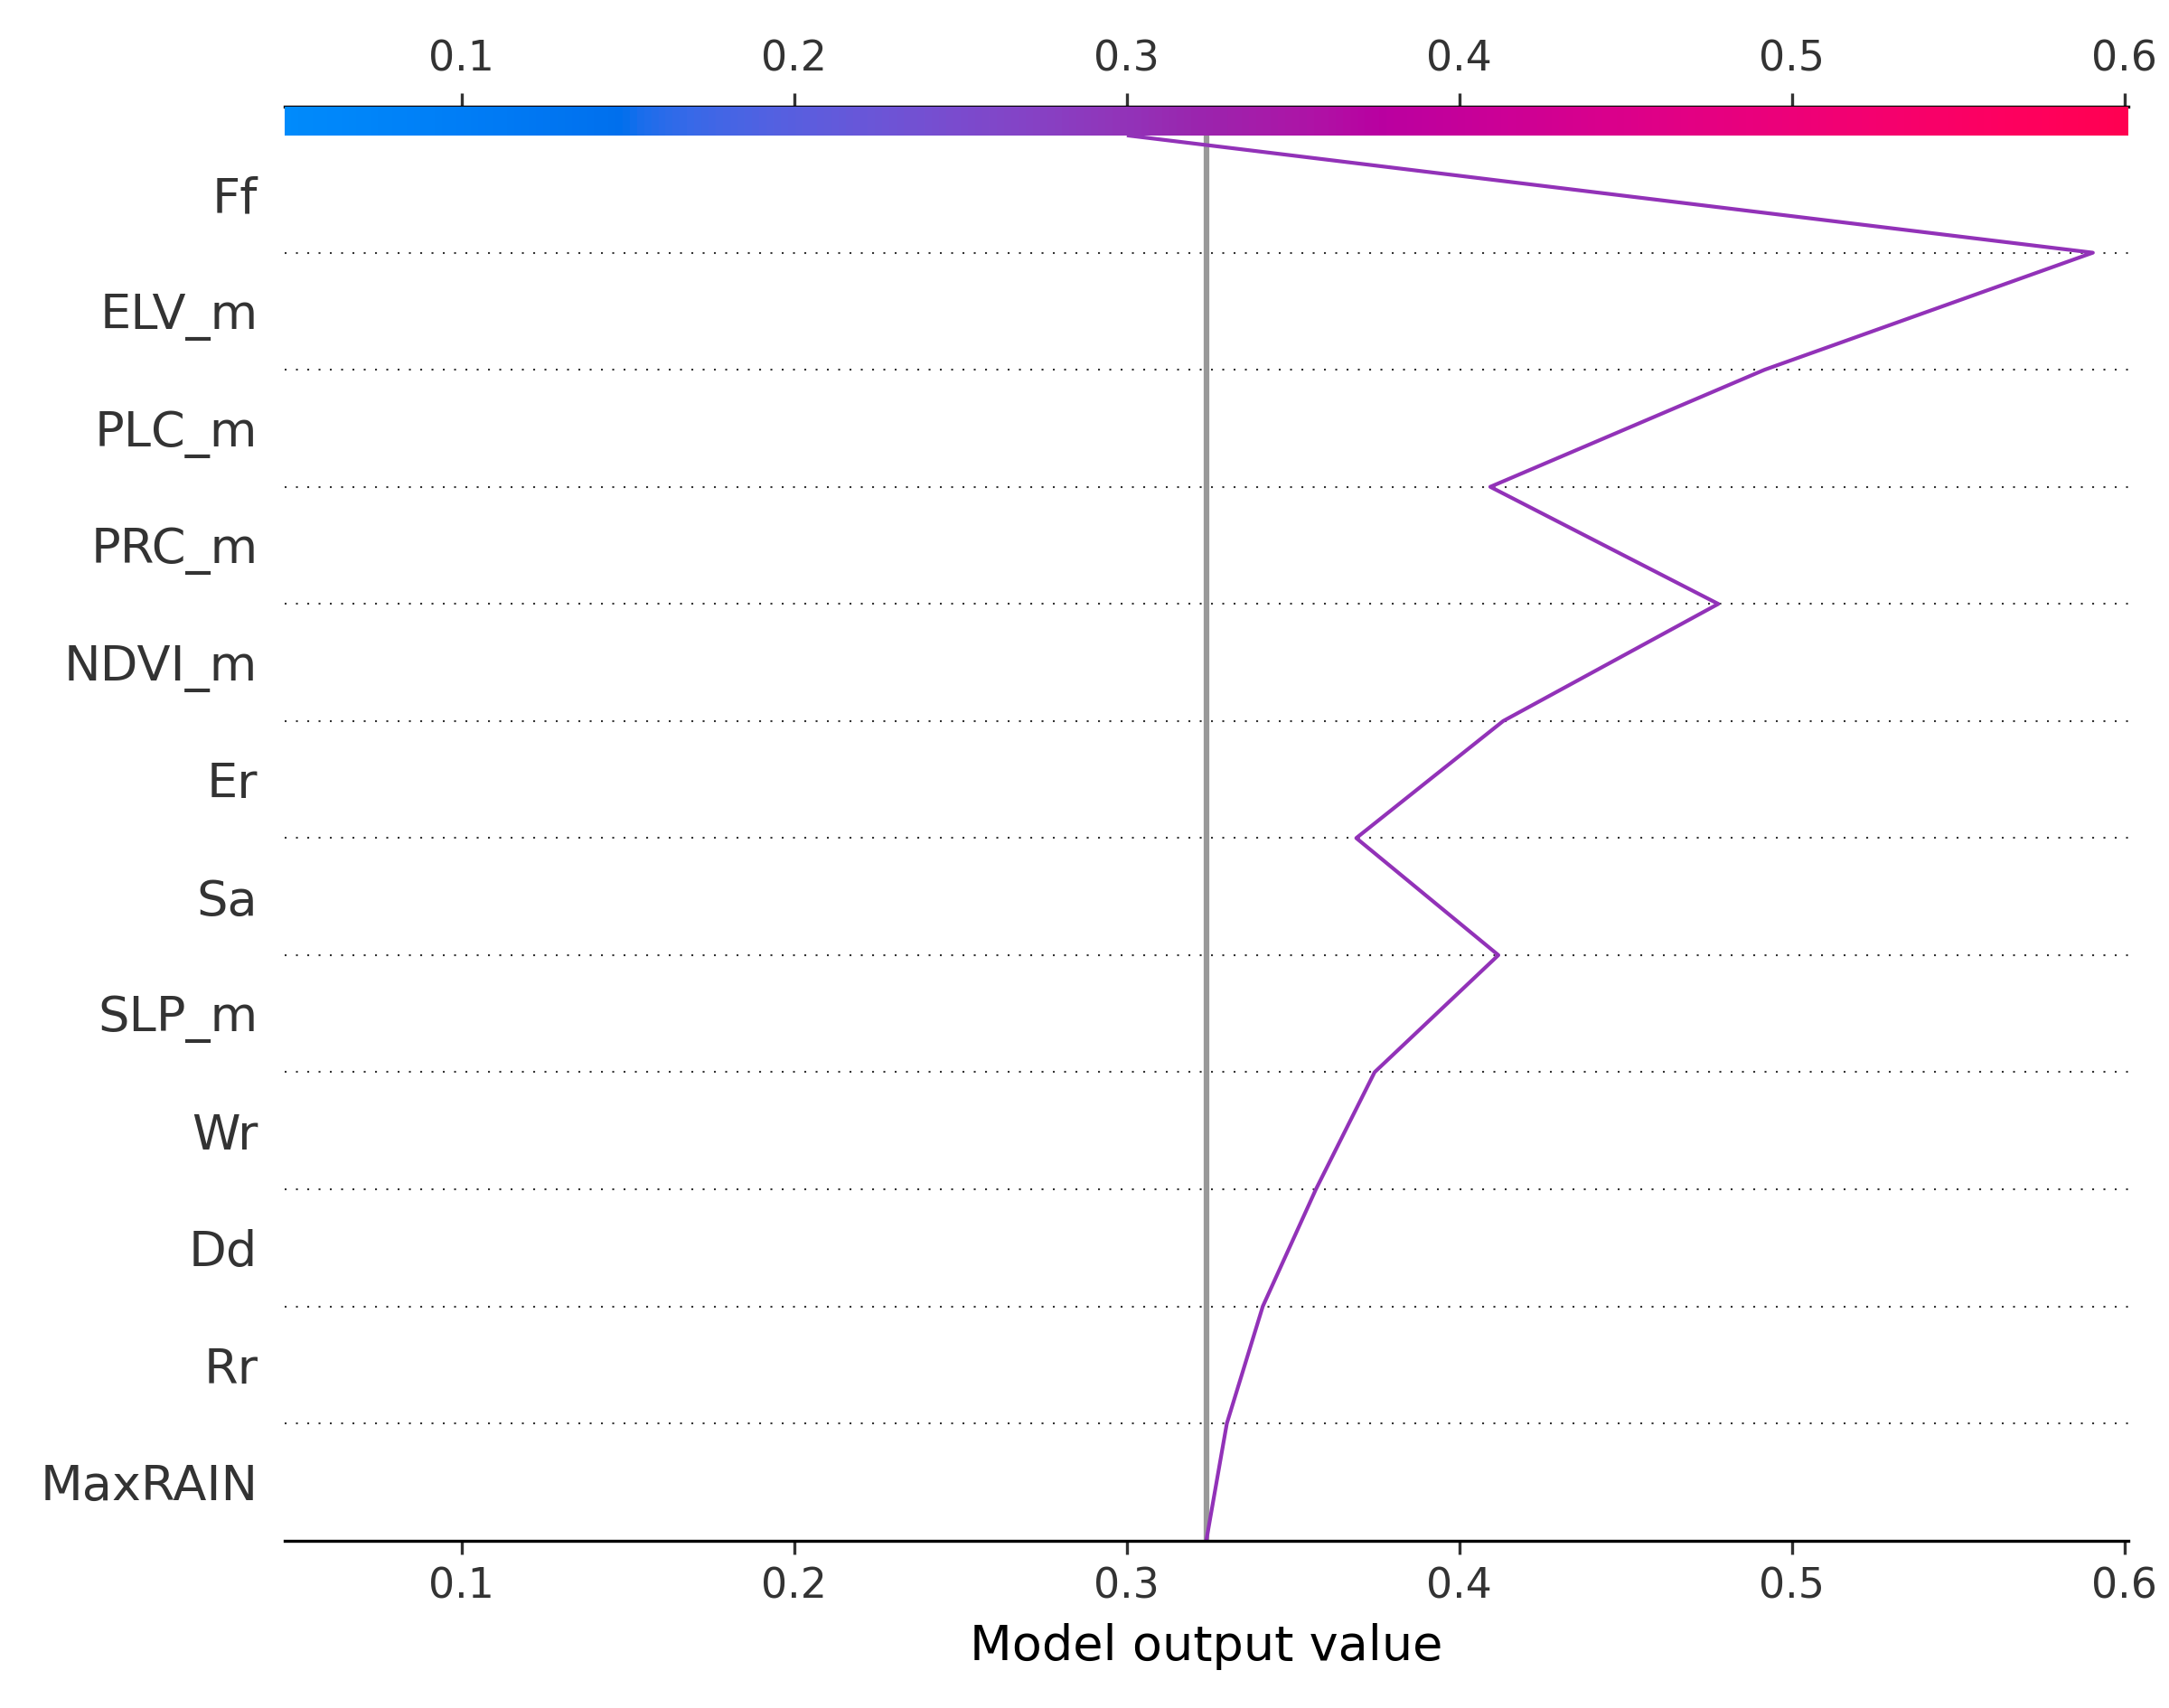 0.1 0.2 0.3 0.4 0.5 0.6
Ff
ELV_m
PLC_m
PRC_m
NDVI_m
Er
Sa
SLP_m
Wr
Dd
Rr
MaxRAIN
0.1 0.2 0.3 0.4 0.5 0.6
Model output value